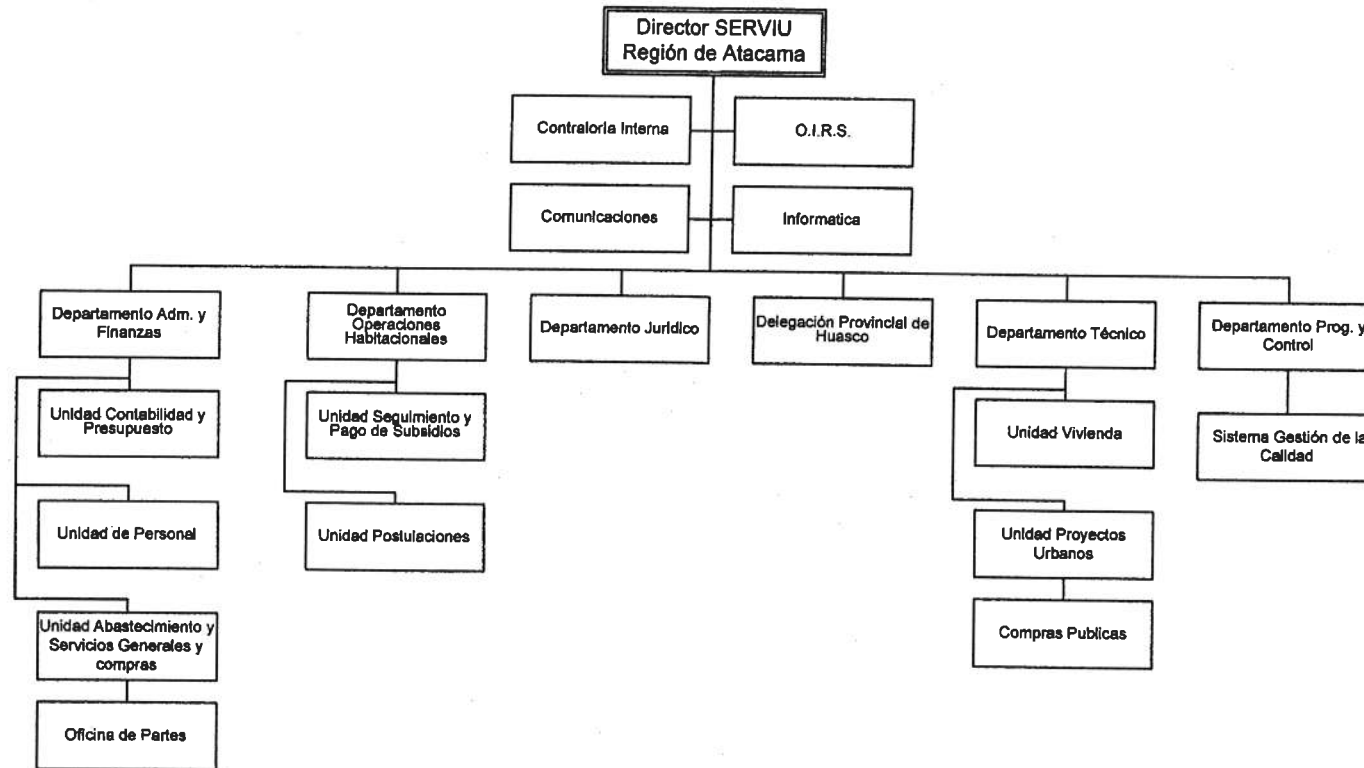 Director SERVIU
Región de Atacama
Contraloria Interna
O.I.R.S.
Comunicaciones
Informatica
Departamento Adm. y
Finanzas
Departamento
Operaciones
Habitacionales
Departamento Juridico
Delegación Provincial de
Huasco
Departamento Técnico
Departamento Prog. y
Control
Unidad Contabilidad y
Presupuesto
Unidad Seguimiento y
Pago de Subsidios
Unidad Vivienda
Sistema Gestión de la
Calidad
Unidad de Personal
Unidad Postulaciones
Unidad Proyectos
Urbanos
Unidad Abastecimiento y
Servicios Generales y
compras
Compras Publicas
Oficina de Partes